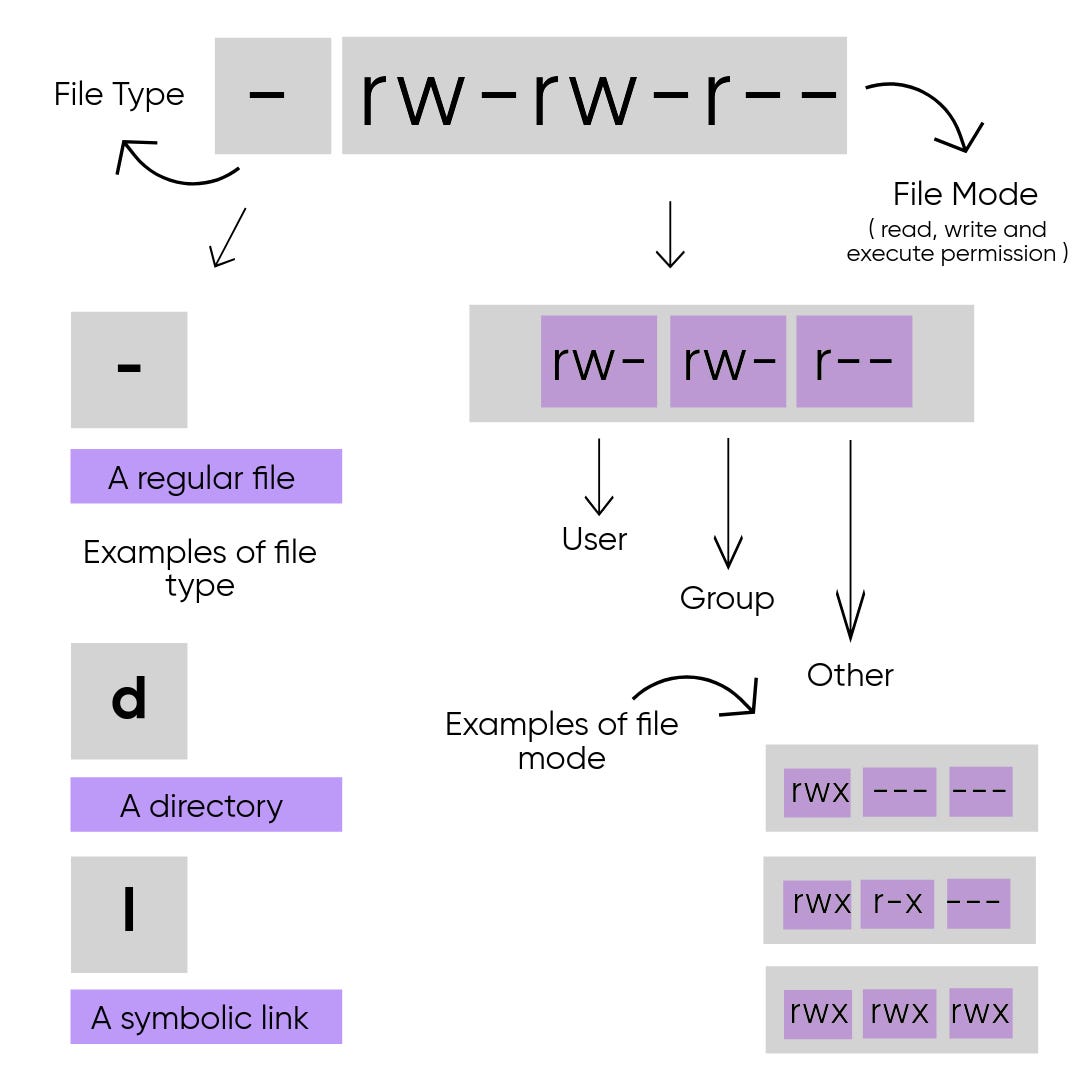 File Type
-
rw-rw-r--
File Mode
( read, write and
execute permission )
-
A regular file
Examples of file
type
d
A directory
l
A symbolic link
rw- rw- r--
User
Group
Other
Examples of file
mode
rwx --- ---
rwx r-x ---
rwx rwx rwx